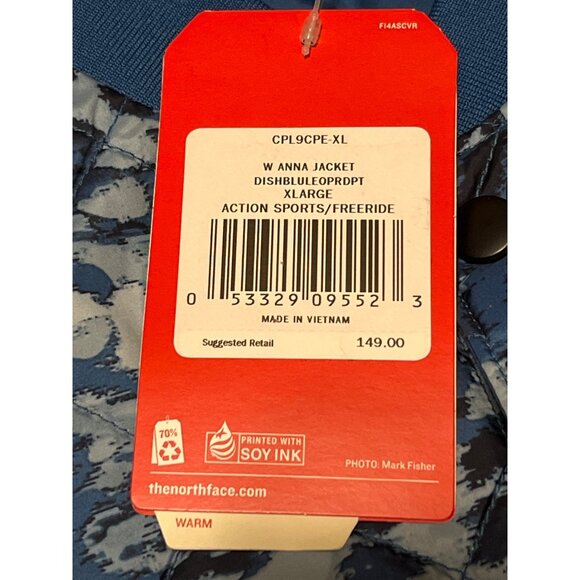 FI4ASCVR
CPL9CPE-XL
W ANNA JACKET
DISHBLULEOPRDPT
XLARGE
ACTION SPORTS/FREERIDE
0 53329 09552 3
MADE IN VIETNAM
Suggested Retail 149.00
70%
PRINTED WITH
SOY INK
PHOTO: Mark Fisher
thenorthface.com
WARM